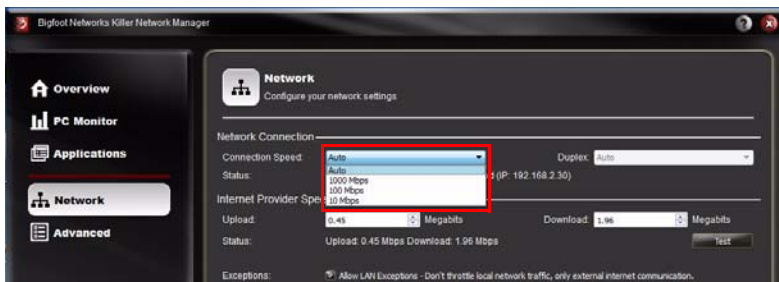 Bigfoot Networks Killer Network Manager
Overview
PC Monitor
Applications
Network
Advanced
Network
Configure your network settings
Network Connection
Connection Speed: Auto Duplex: Auto
Auto
1000 Mbps
100 Mbps
10 Mbps
Status: (IP: 192.168.2.30)
Internet Provider Spe
Upload: 0.45 Megabits Download: 1.96 Megabits
Status: Upload: 0.45 Mbps Download: 1.96 Mbps Test
Exceptions: Allow LAN Exceptions - Don't throttle local network traffic, only external internet communication.